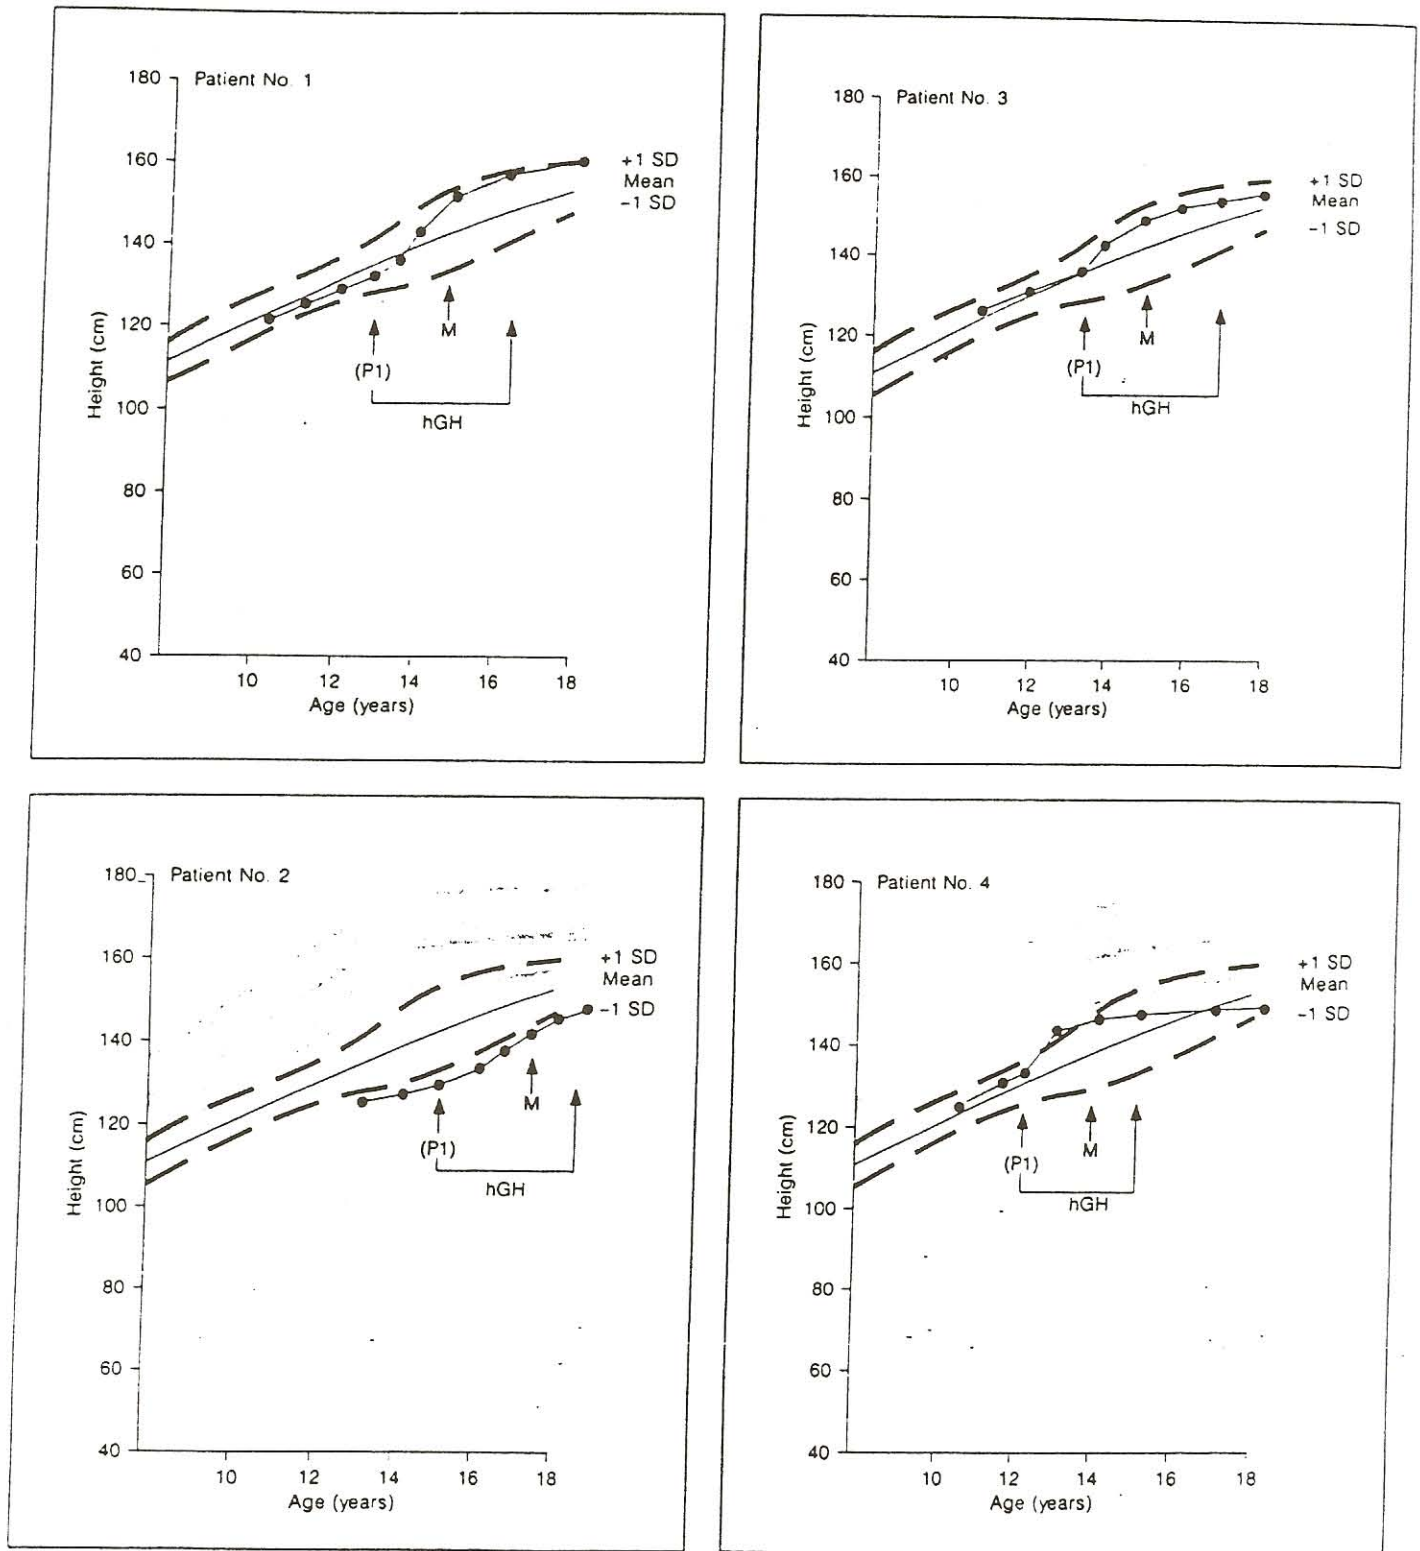 Patient No. 1
180
160
140
120
100
80
60
40
Height (cm)
+1 SD
Mean
-1 SD
(P1)
M
hGH
10 12 14 16 18
Age (years)
Patient No. 3
180
160
140
120
100
80
60
40
Height (cm)
+1 SD
Mean
-1 SD
(P1)
M
hGH
10 12 14 16 18
Age (years)
Patient No. 2
180
160
140
120
100
80
60
40
Height (cm)
+1 SD
Mean
-1 SD
(P1)
M
hGH
10 12 14 16 18
Age (years)
Patient No. 4
180
160
140
120
100
80
60
40
Height (cm)
+1 SD
Mean
-1 SD
(P1)
M
hGH
10 12 14 16 18
Age (years)